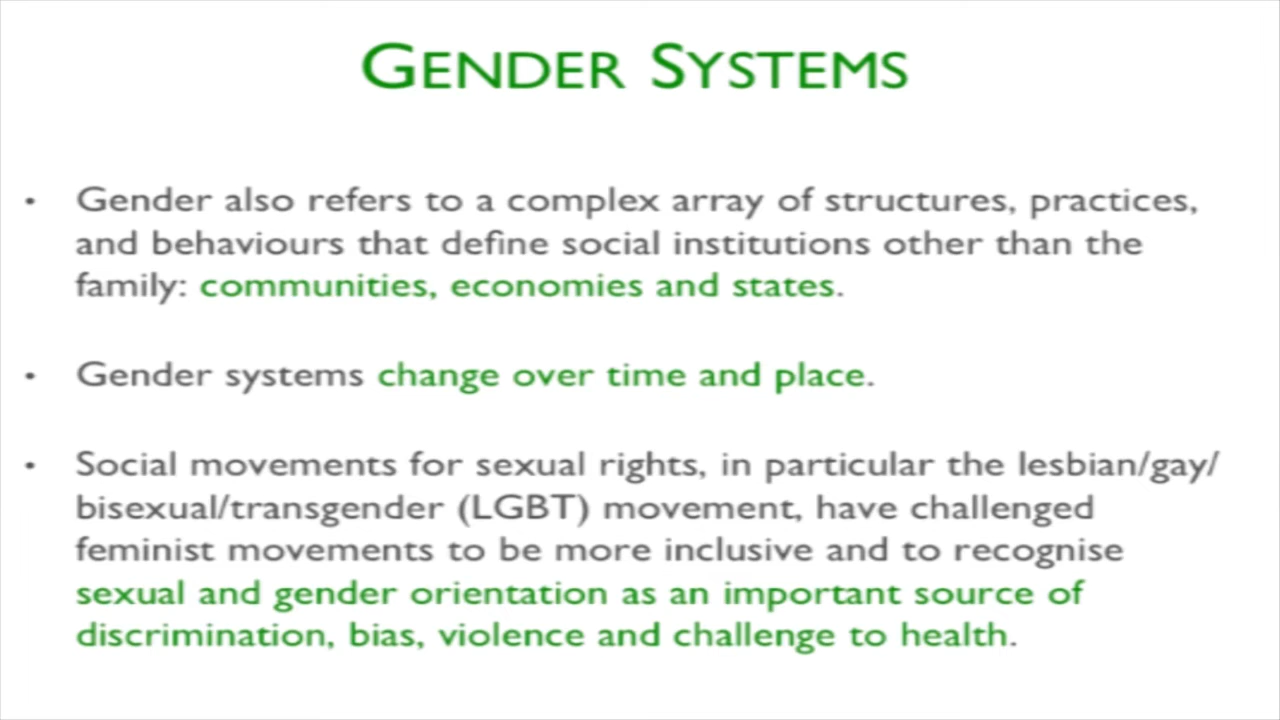 GENDER SYSTEMS
• Gender also refers to a complex array of structures, practices,
and behaviours that define social institutions other than the
family: communities, economies and states.
• Gender systems change over time and place.
• Social movements for sexual rights, in particular the lesbian/gay/
bisexual/transgender (LGBT) movement, have challenged
feminist movements to be more inclusive and to recognise
sexual and gender orientation as an important source of
discrimination, bias, violence and challenge to health.